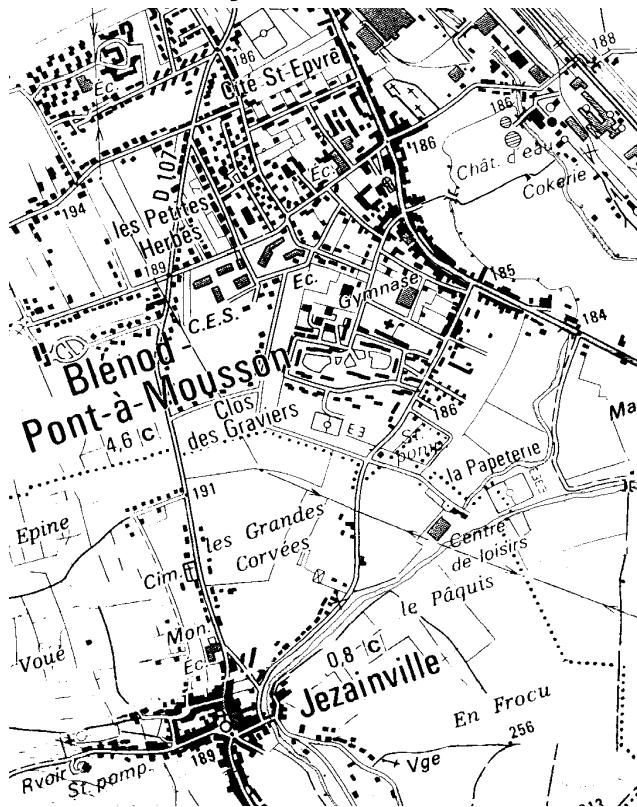 186
188
Cité St-Epvre
Ec.
186
186
Chât. d'eau
Cokerie
D 107
Ec.
194
les Petites
Herbes
189
Ec.
Gymnase
185
C.E.S.
184
Blénod-
Pont-à-Mousson
4,6 C
Clos
des Graviers
186
St.
pomp.
la Papeterie
Ma
191
Epine
les Grandes
Corvées
Centre
de loisirs
Cim.
le Pâquis
Mon.
Voué
Ec.
0,8 C
Jezainville
En Frocu
256
189
Vge
Rvoir
St. pomp.
213